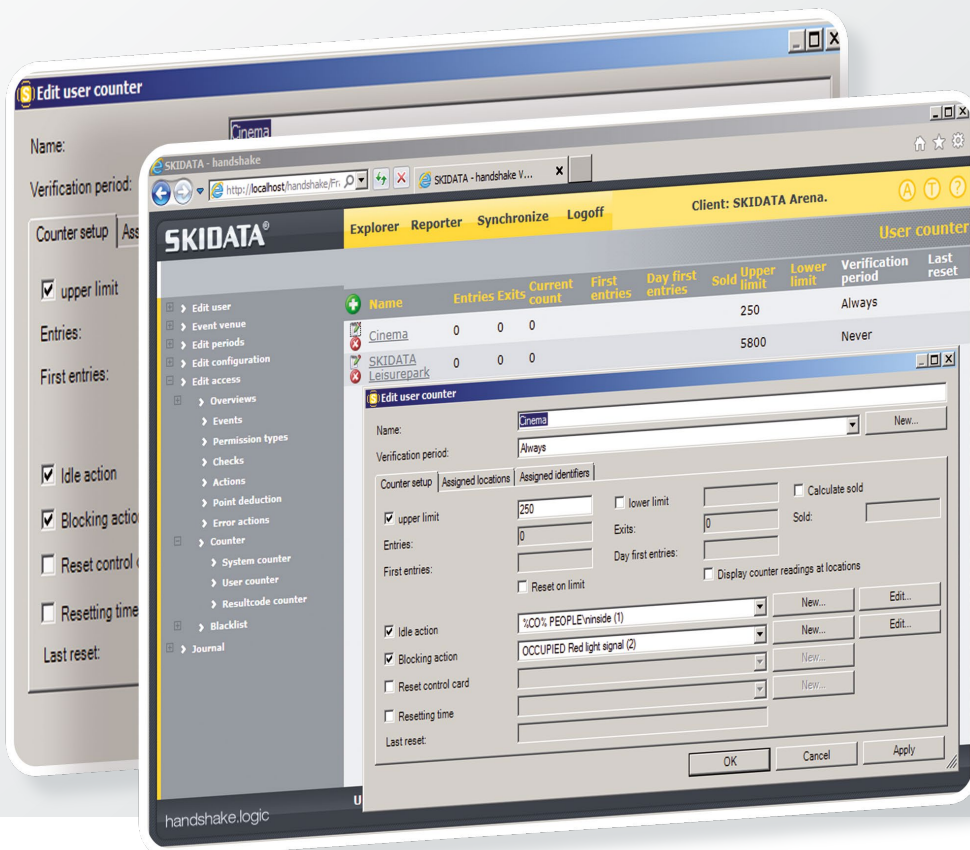 Edit user counter
Name:
Cinema
Verification period:
Counter setup
upper limit
Entries:
First entries:
Idle action
Blocking actio
Reset control
Resetting time
Last reset:
SKIDATA - handshake
http://localhost/handshake/Fr
SKIDATA - handshake V...
SKIDATA®
Explorer Reporter Synchronize Logoff
Client: SKIDATA Arena.
A T ?
User counter
Name Entries Exits Current count First entries Day first entries Sold Upper limit Lower limit Verification period Last reset
Cinema 0 0 0 250 Always
SKIDATA Leisurepark 0 0 0 5800 Never
Edit user
Event venue
Edit periods
Edit configuration
Edit access
Overviews
Events
Permission types
Checks
Actions
Point deduction
Error actions
Counter
System counter
User counter
Resultcode counter
Blacklist
Journal
Edit user counter
Name: Cinema
Verification period: Always New...
Counter setup Assigned locations Assigned identifiers
upper limit 250 lower limit Calculate sold
Entries: 0 Exits: 0 Sold:
First entries: Day first entries:
Reset on limit Display counter readings at locations
Idle action %CO% PEOPLE\ninside (1) New... Edit...
Blocking action OCCUPIED Red light signal (2) New... Edit...
Reset control card New...
Resetting time New...
Last reset:
OK Cancel Apply
handshake.logic